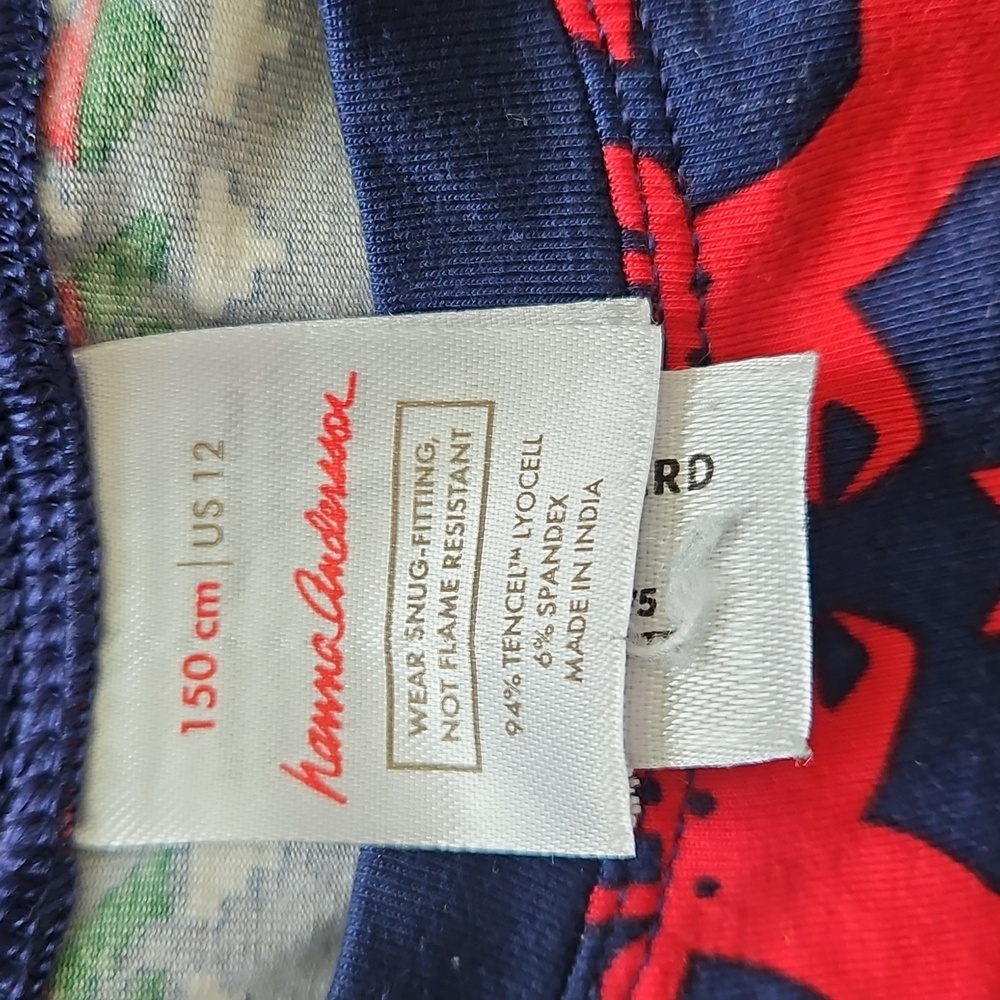 150 cm | US 12
hanna Andersson
WEAR SNUG-FITTING,
NOT FLAME RESISTANT
94% TENCEL™ LYOCELL
6% SPANDEX
MADE IN INDIA
RD